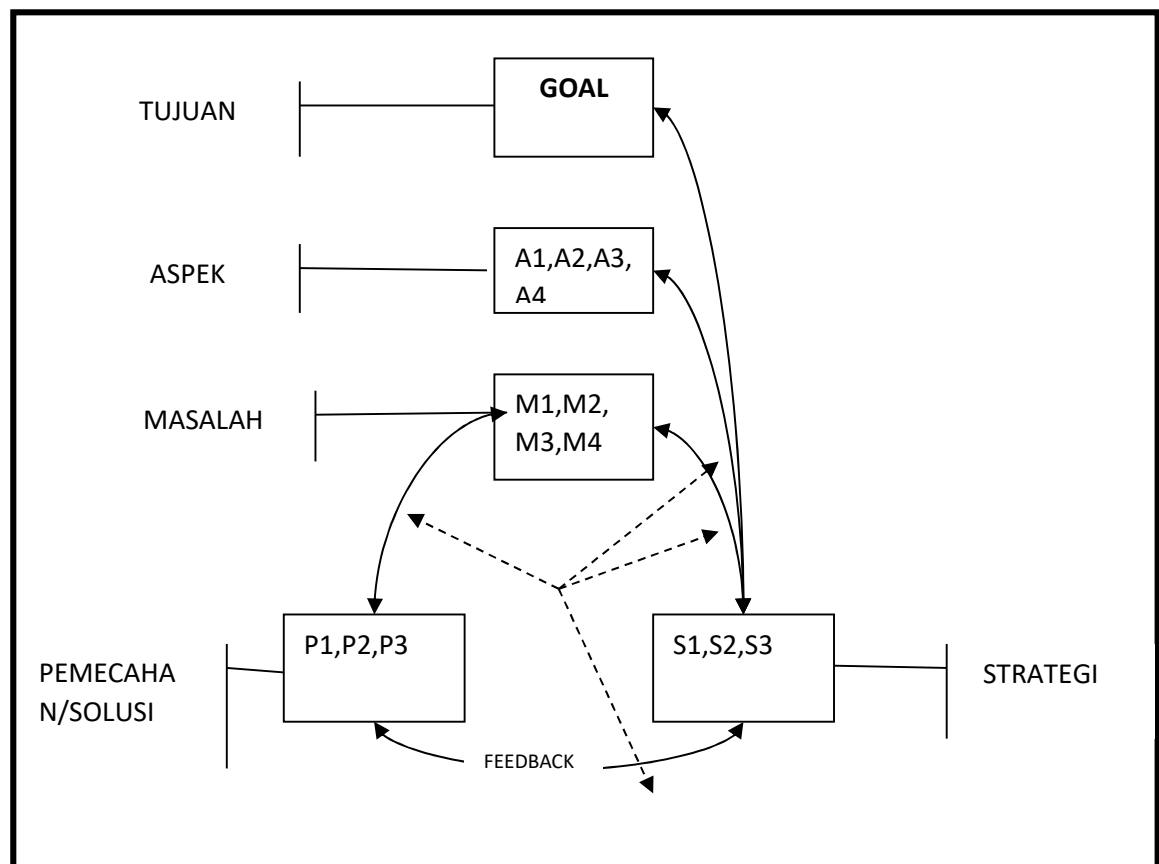 GOAL
TUJUAN
A1,A2,A3,
A4
ASPEK
M1,M2,
M3,M4
MASALAH
P1,P2,P3
S1,S2,S3
PEMECAHA
N/SOLUSI
STRATEGI
FEEDBACK